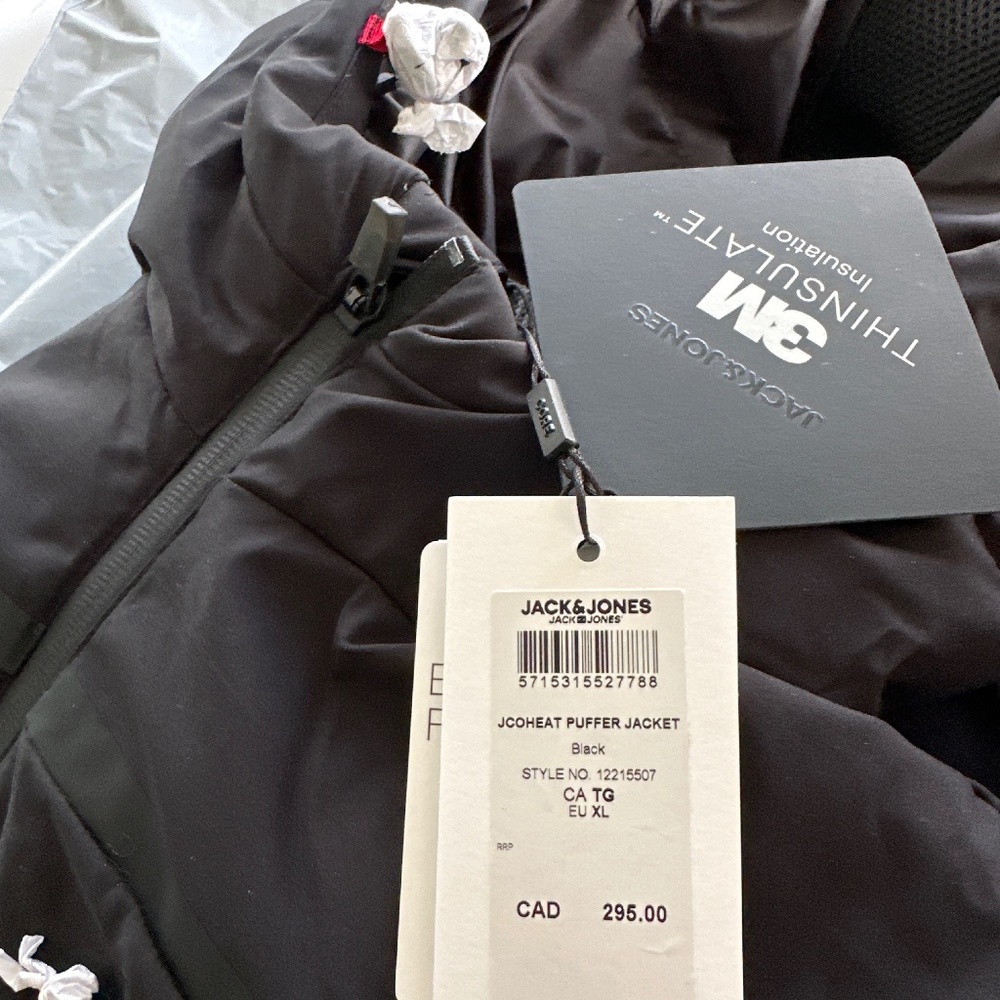 THINSULATE™
Insulation
3M
JACK&JONES
CORE
JACK&JONES
JACK JONES
5715315527788
JCOHEAT PUFFER JACKET
Black
STYLE NO. 12215507
CA TG
EU XL
RRP
CAD 295.00